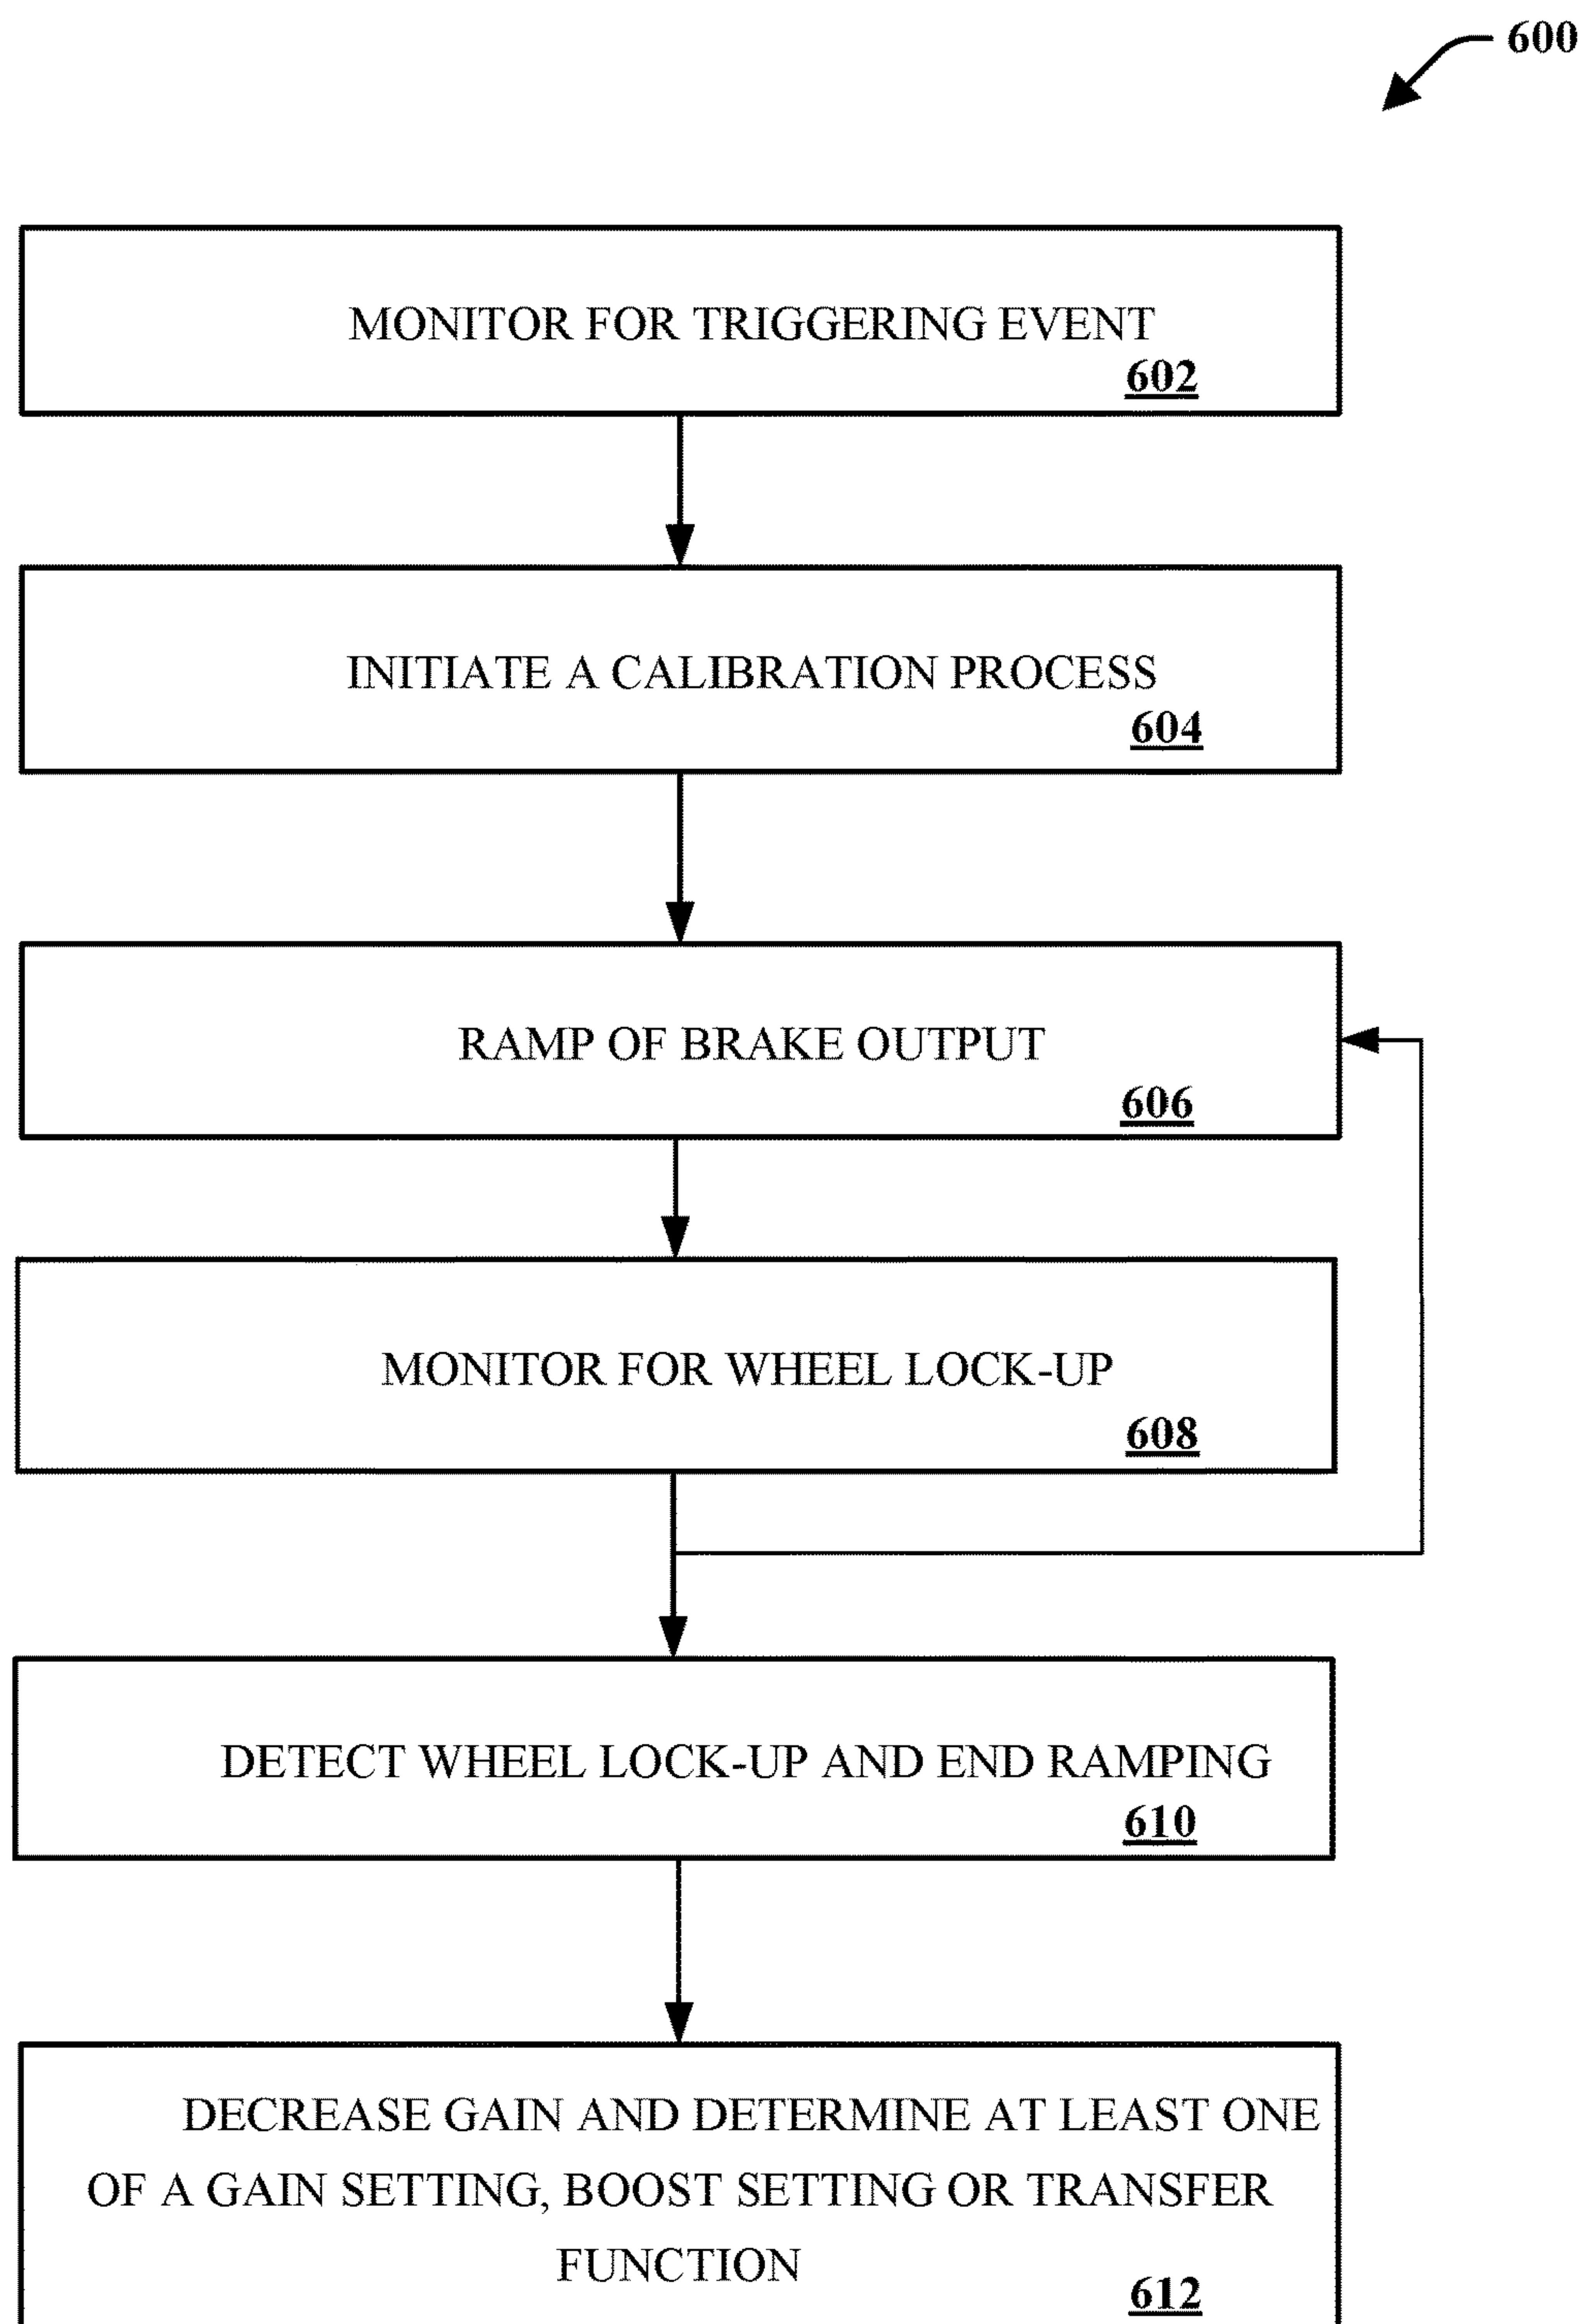 600
MONITOR FOR TRIGGERING EVENT
602
INITIATE A CALIBRATION PROCESS
604
RAMP OF BRAKE OUTPUT
606
MONITOR FOR WHEEL LOCK-UP
608
DETECT WHEEL LOCK-UP AND END RAMPING
610
DECREASE GAIN AND DETERMINE AT LEAST ONE
OF A GAIN SETTING, BOOST SETTING OR TRANSFER
FUNCTION
612